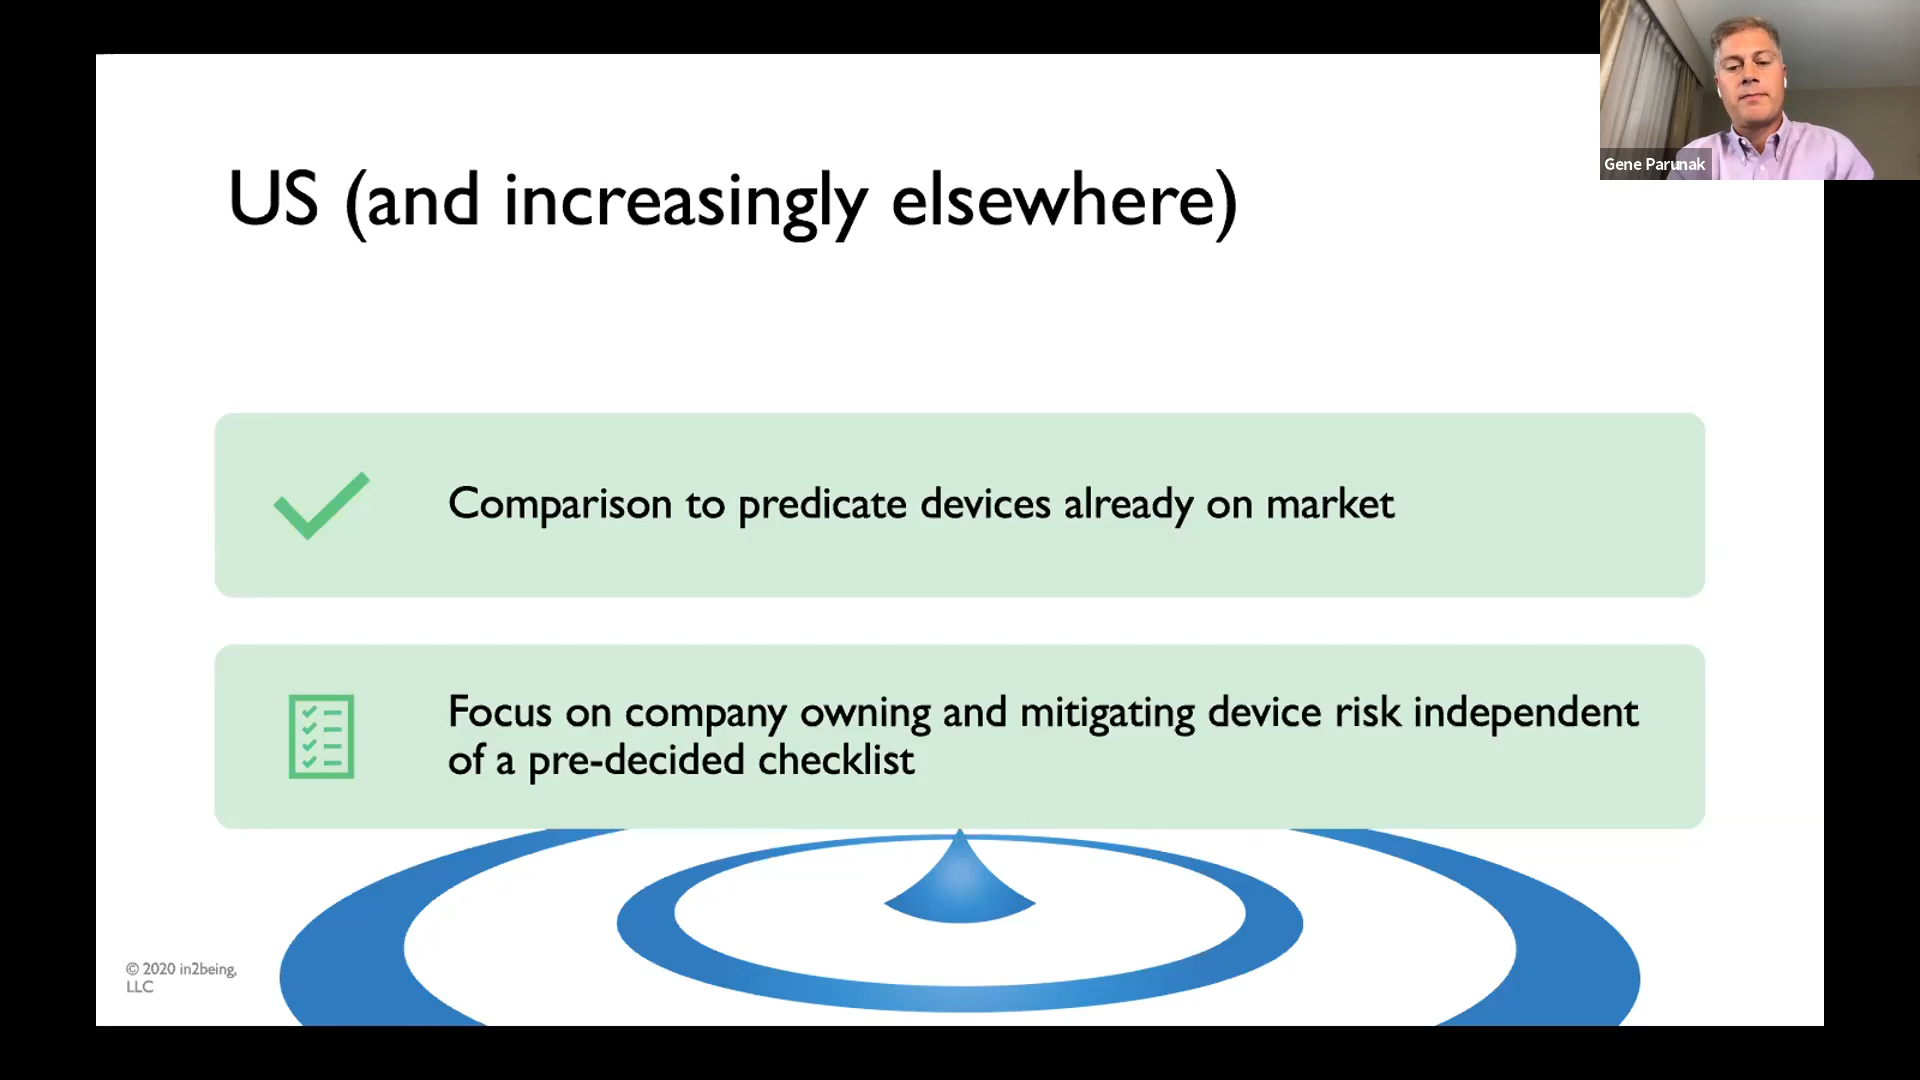 Gene Parunak
US (and increasingly elsewhere)
Comparison to predicate devices already on market
Focus on company owning and mitigating device risk independent
of a pre-decided checklist
© 2020 in2being,
LLC